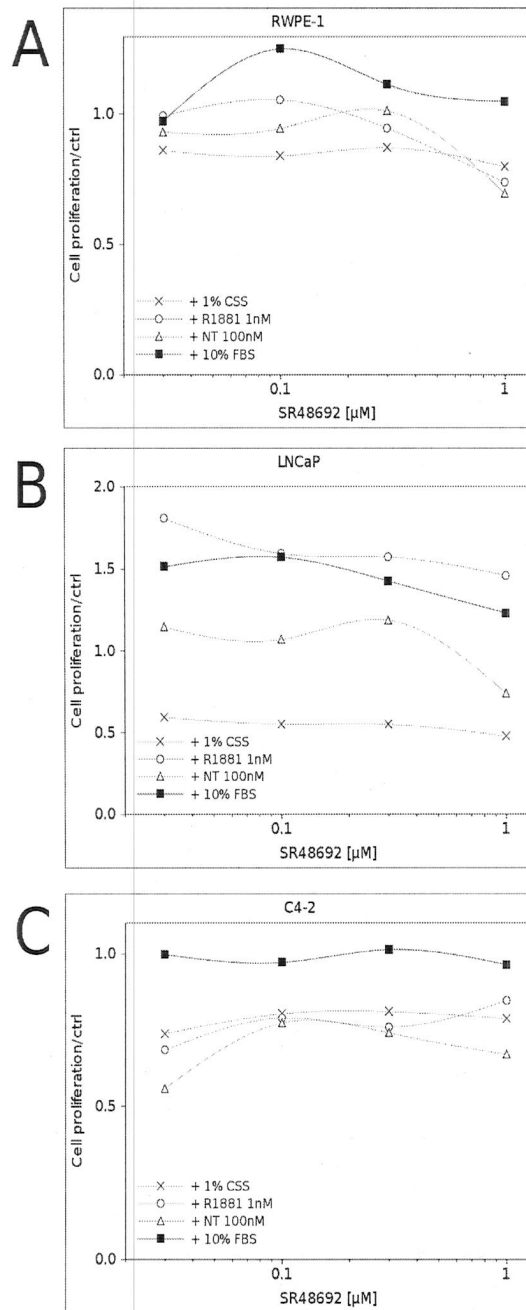 A
RWPE-1
Cell proliferation/ctrl
1.0
0.5
0.0
+ 1% CSS
+ R1881 1nM
+ NT 100nM
+ 10% FBS
0.1
1
SR48692 [µM]
B
LNCaP
Cell proliferation/ctrl
2.0
1.5
1.0
0.5
0.0
+ 1% CSS
+ R1881 1nM
+ NT 100nM
+ 10% FBS
0.1
1
SR48692 [µM]
C
C4-2
Cell proliferation/ctrl
1.0
0.5
0.0
+ 1% CSS
+ R1881 1nM
+ NT 100nM
+ 10% FBS
0.1
1
SR48692 [µM]